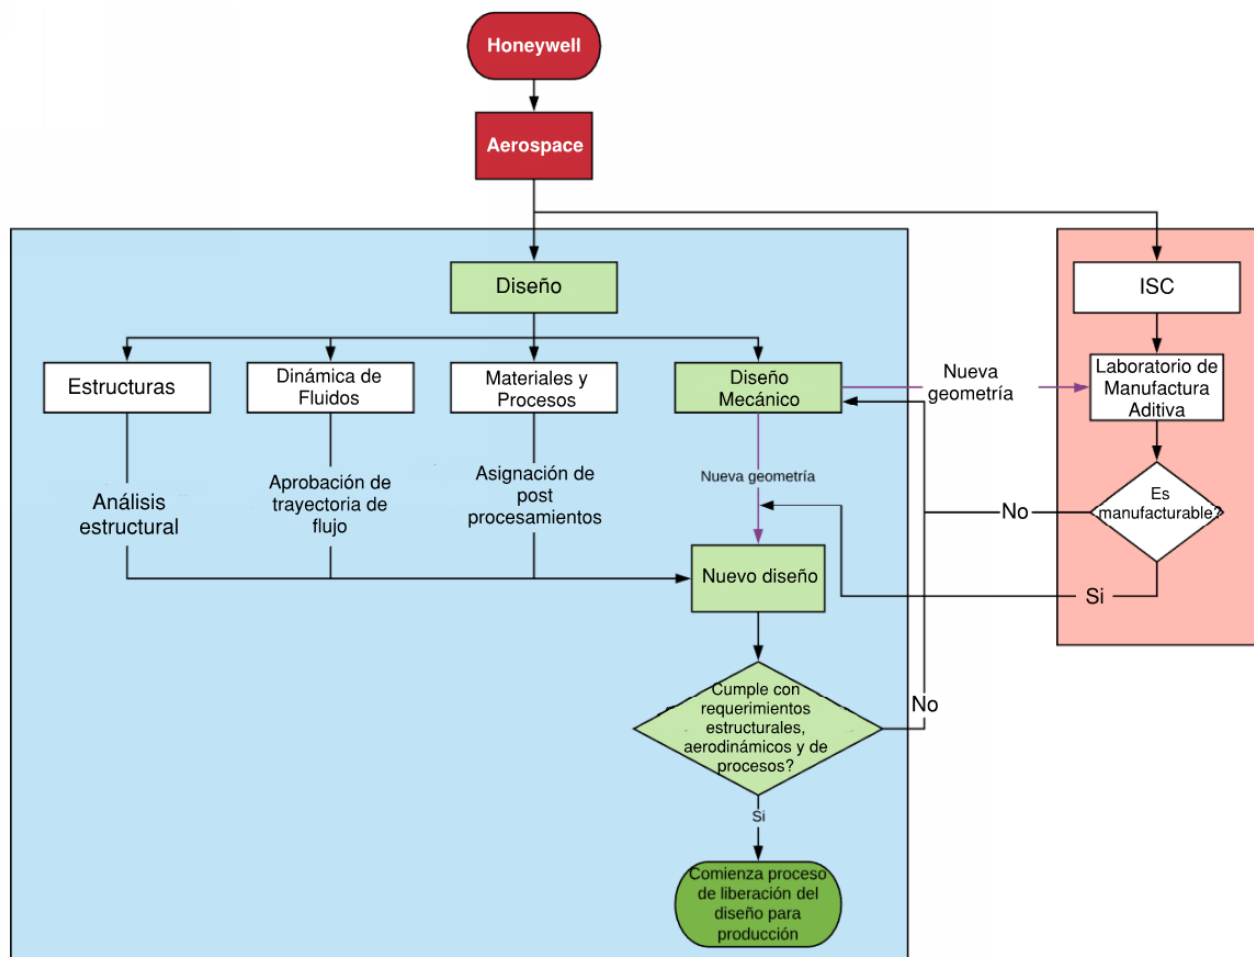 Honeywell
Aerospace
Diseño
ISC
Estructuras
Dinámica de
Fluidos
Materiales y
Procesos
Diseño
Mecánico
Nueva
geometría
Laboratorio de
Manufactura
Aditiva
Análisis
estructural
Aprobación de
trayectoria de
flujo
Asignación de
post
procesamientos
Nueva geometría
No
Es
manufacturable?
Nuevo diseño
Si
Cumple con
requerimientos
estructurales,
aerodinámicos y de
procesos?
No
Si
Comienza proceso
de liberación del
diseño para
producción